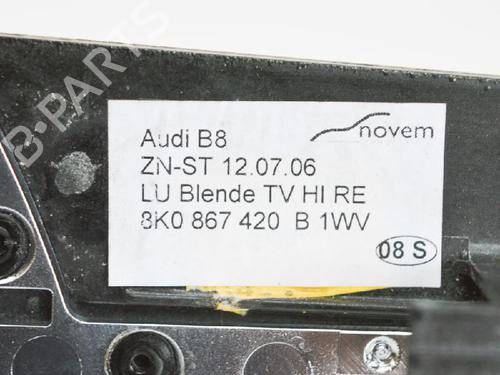 B-PARTS
novem
Audi B8
ZN-ST 12.07.06
LU Blende TV HI RE
8K0 867 420 B 1WV
08 S